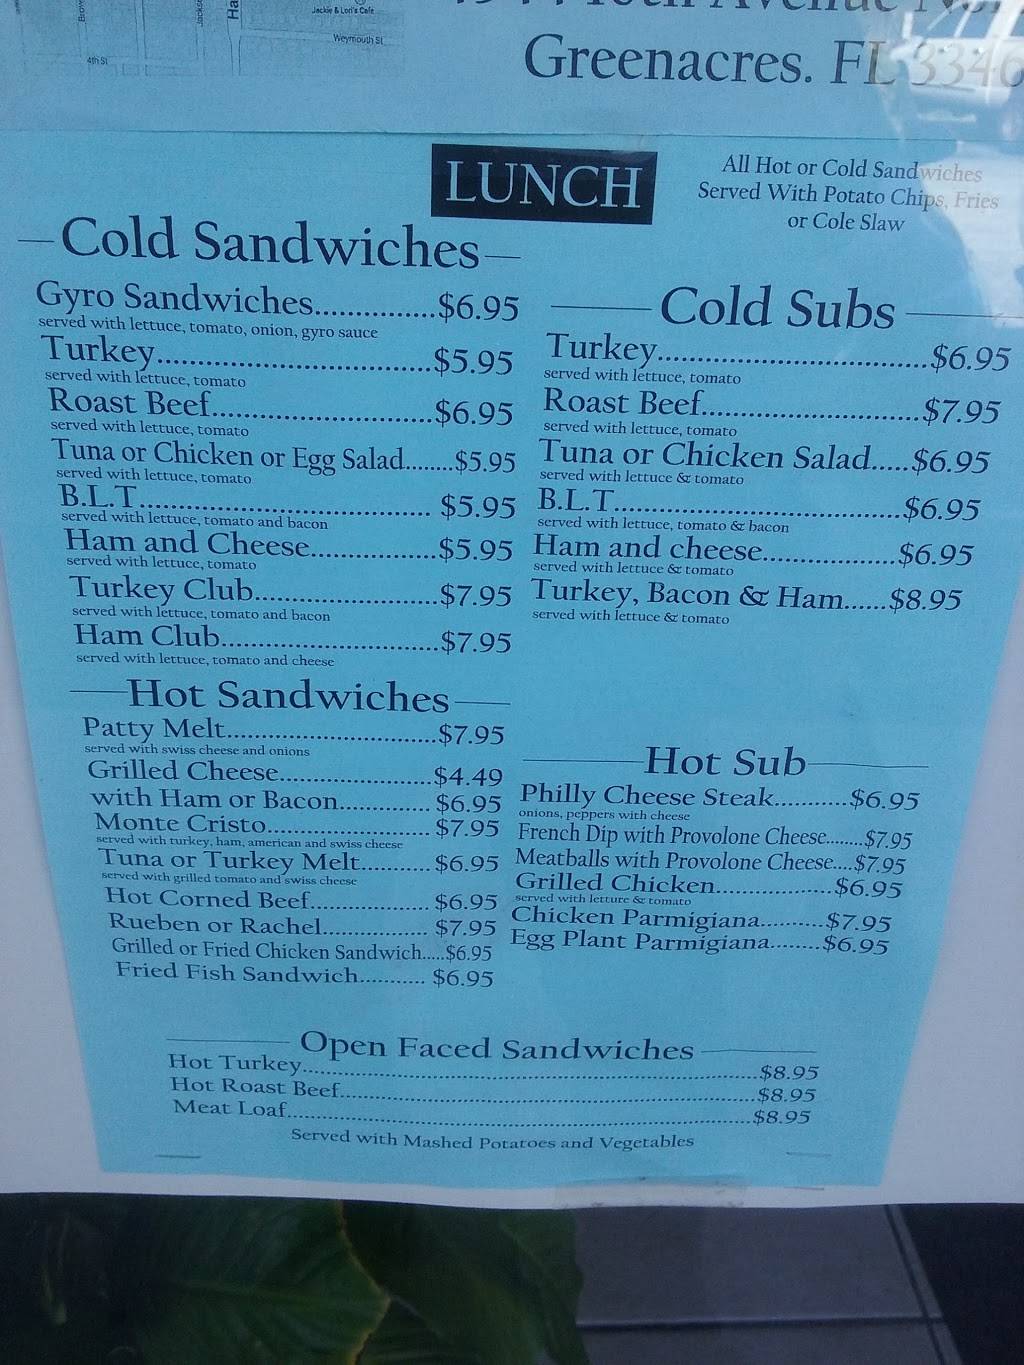 Jackie & Lori's Café
Weymouth St
4th St
Greenacres. FL 3346
LUNCH
All Hot or Cold Sandwiches
Served With Potato Chips, Fries
or Cole Slaw
Cold Sandwiches
Gyro Sandwiches...............$6.95
served with lettuce, tomato, onion, gyro sauce
Turkey..................................$5.95
served with lettuce, tomato
Roast Beef...........................$6.95
served with lettuce, tomato
Tuna or Chicken or Egg Salad........$5.95
served with lettuce, tomato
B.L.T.................................... $5.95
served with lettuce, tomato and bacon
Ham and Cheese................$5.95
served with lettuce, tomato
Turkey Club.......................$7.95
served with lettuce, tomato and bacon
Ham Club............................$7.95
served with lettuce, tomato and cheese
Cold Subs
Turkey..................................$6.95
served with lettuce, tomato
Roast Beef...........................$7.95
served with lettuce, tomato
Tuna or Chicken Salad.....$6.95
served with lettuce & tomato
B.L.T....................................$6.95
served with lettuce, tomato & bacon
Ham and cheese.................$6.95
served with lettuce & tomato
Turkey, Bacon & Ham......$8.95
served with lettuce & tomato
Hot Sandwiches
Patty Melt............................$7.95
served with swiss cheese and onions
Grilled Cheese.....................$4.49
with Ham or Bacon............. $6.95
Monte Cristo....................... $7.95
served with turkey, ham, american and swiss cheese
Tuna or Turkey Melt.......... $6.95
served with grilled tomato and swiss cheese
Hot Corned Beef................. $6.95
Rueben or Rachel............... $7.95
Grilled or Fried Chicken Sandwich.....$6.95
Fried Fish Sandwich........... $6.95
Hot Sub
Philly Cheese Steak...........$6.95
onions, peppers with cheese
French Dip with Provolone Cheese........$7.95
Meatballs with Provolone Cheese....$7.95
Grilled Chicken.................$6.95
served with letture & tomato
Chicken Parmigiana..........$7.95
Egg Plant Parmigiana........$6.95
Open Faced Sandwiches
Hot Turkey.....................................................................$8.95
Hot Roast Beef...............................................................$8.95
Meat Loaf.......................................................................$8.95
Served with Mashed Potatoes and Vegetables